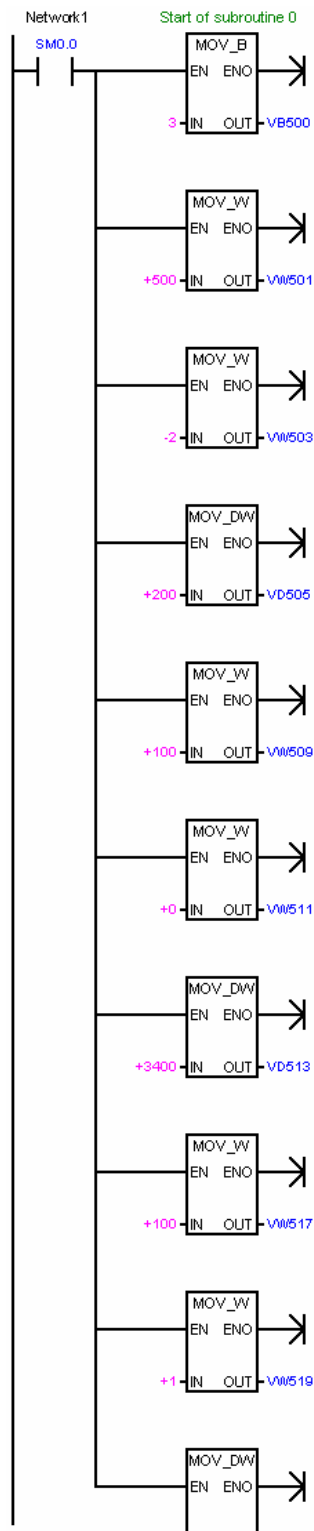 Network1 Start of subroutine 0
SM0.0
MOV_B
EN ENO
3 IN OUT VB500
MOV_W
EN ENO
+500 IN OUT VW501
MOV_W
EN ENO
-2 IN OUT VW503
MOV_DW
EN ENO
+200 IN OUT VD505
MOV_W
EN ENO
+100 IN OUT VW509
MOV_W
EN ENO
+0 IN OUT VW511
MOV_DW
EN ENO
+3400 IN OUT VD513
MOV_W
EN ENO
+100 IN OUT VW517
MOV_W
EN ENO
+1 IN OUT VW519
MOV_DW
EN ENO